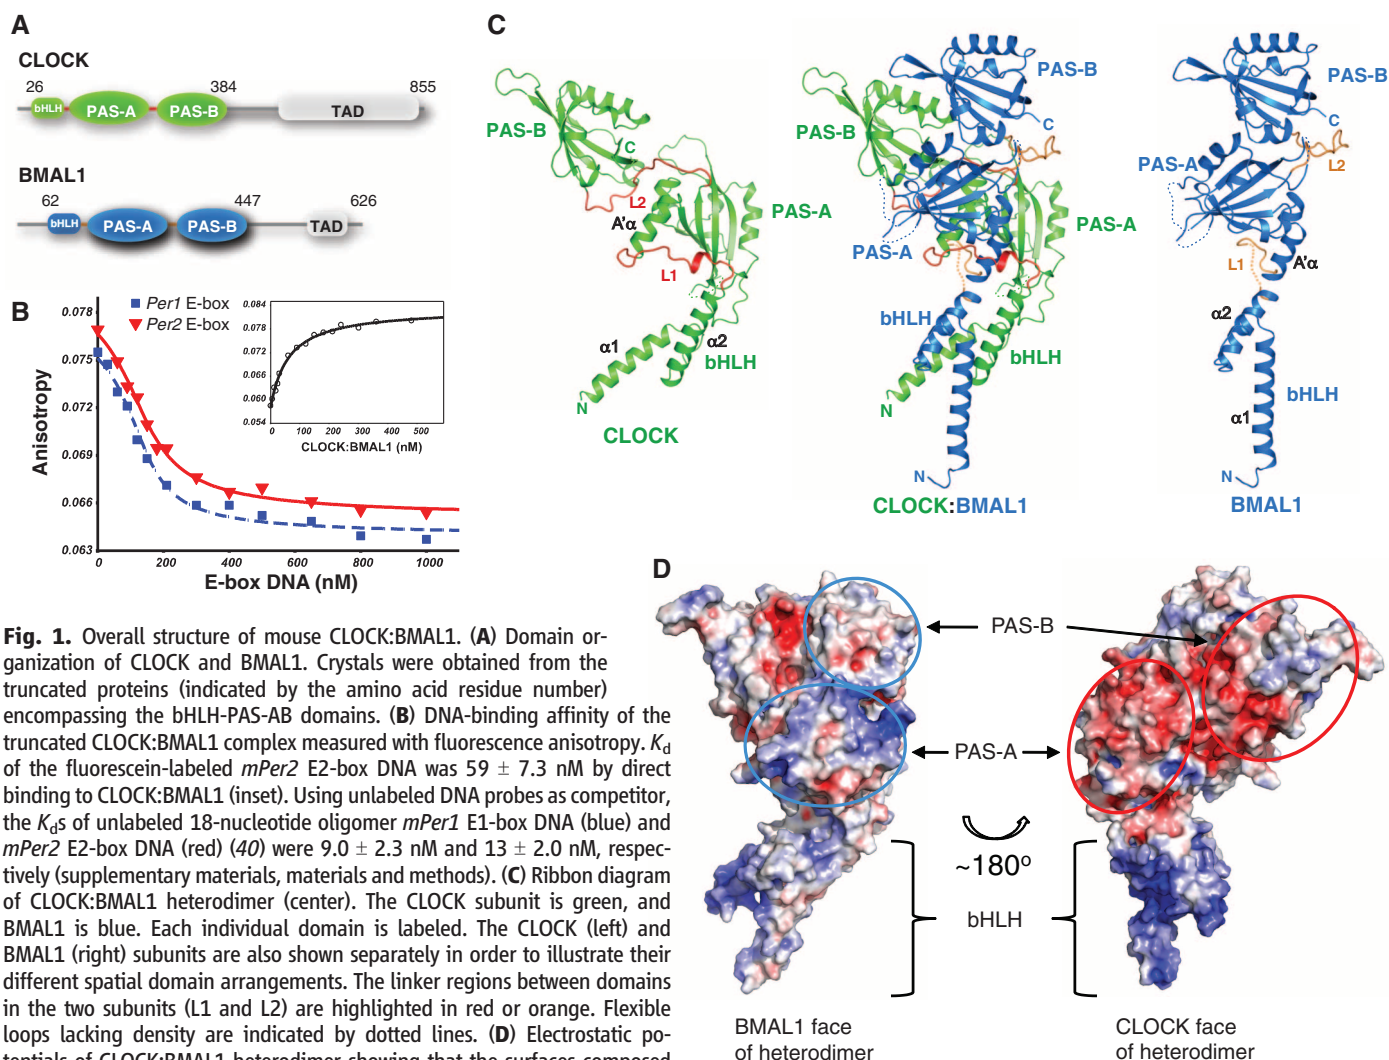 A
CLOCK
26
384
855
bHLH
PAS-A
PAS-B
TAD
BMAL1
62
447
626
bHLH
PAS-A
PAS-B
TAD
B
Per1 E-box
Per2 E-box
0.078
0.075
0.072
0.069
0.066
0.063
Anisotropy
0
200
400
600
800
1000
E-box DNA (nM)
0.084
0.078
0.072
0.066
0.060
0.054
0
100
200
300
400
500
CLOCK:BMAL1 (nM)
C
PAS-B
C
L2
A'α
PAS-A
L1
α1
α2
bHLH
N
CLOCK
PAS-B
PAS-B
C
PAS-A
PAS-A
bHLH
bHLH
N
N
CLOCK:BMAL1
PAS-B
C
PAS-A
L2
L1
A'α
α2
bHLH
α1
N
BMAL1
D
PAS-B
PAS-A
~180°
bHLH
BMAL1 face
of heterodimer
CLOCK face
of heterodimer
Fig. 1. Overall structure of mouse CLOCK:BMAL1. (A) Domain or-
ganization of CLOCK and BMAL1. Crystals were obtained from the
truncated proteins (indicated by the amino acid residue number)
encompassing the bHLH-PAS-AB domains. (B) DNA-binding affinity of the
truncated CLOCK:BMAL1 complex measured with fluorescence anisotropy. Kd
of the fluorescein-labeled mPer2 E2-box DNA was 59 ± 7.3 nM by direct
binding to CLOCK:BMAL1 (inset). Using unlabeled DNA probes as competitor,
the Kds of unlabeled 18-nucleotide oligomer mPer1 E1-box DNA (blue) and
mPer2 E2-box DNA (red) (40) were 9.0 ± 2.3 nM and 13 ± 2.0 nM, respec-
tively (supplementary materials, materials and methods). (C) Ribbon diagram
of CLOCK:BMAL1 heterodimer (center). The CLOCK subunit is green, and
BMAL1 is blue. Each individual domain is labeled. The CLOCK (left) and
BMAL1 (right) subunits are also shown separately in order to illustrate their
different spatial domain arrangements. The linker regions between domains
in the two subunits (L1 and L2) are highlighted in red or orange. Flexible
loops lacking density are indicated by dotted lines. (D) Electrostatic po-
tentials of CLOCK:BMAL1 heterodimer showing that the surfaces composed